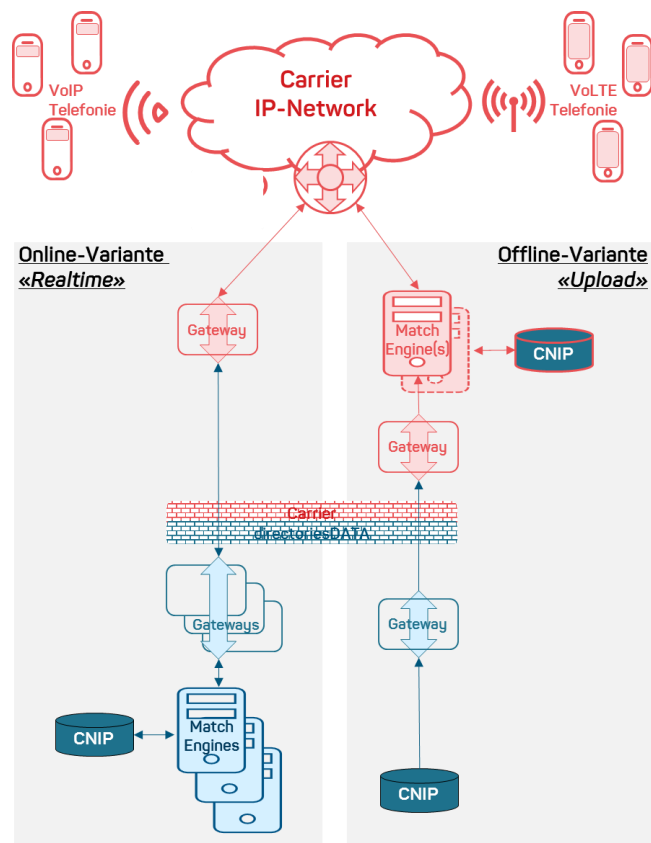 VoIP
Telefonie
Carrier
IP-Network
VoLTE
Telefonie
Online-Variante
«Realtime»
Gateway
Carrier
directoriesDATA
Gateways
Match
Engines
CNIP
Offline-Variante
«Upload»
Match
Engine(s)
CNIP
Gateway
Gateway
CNIP